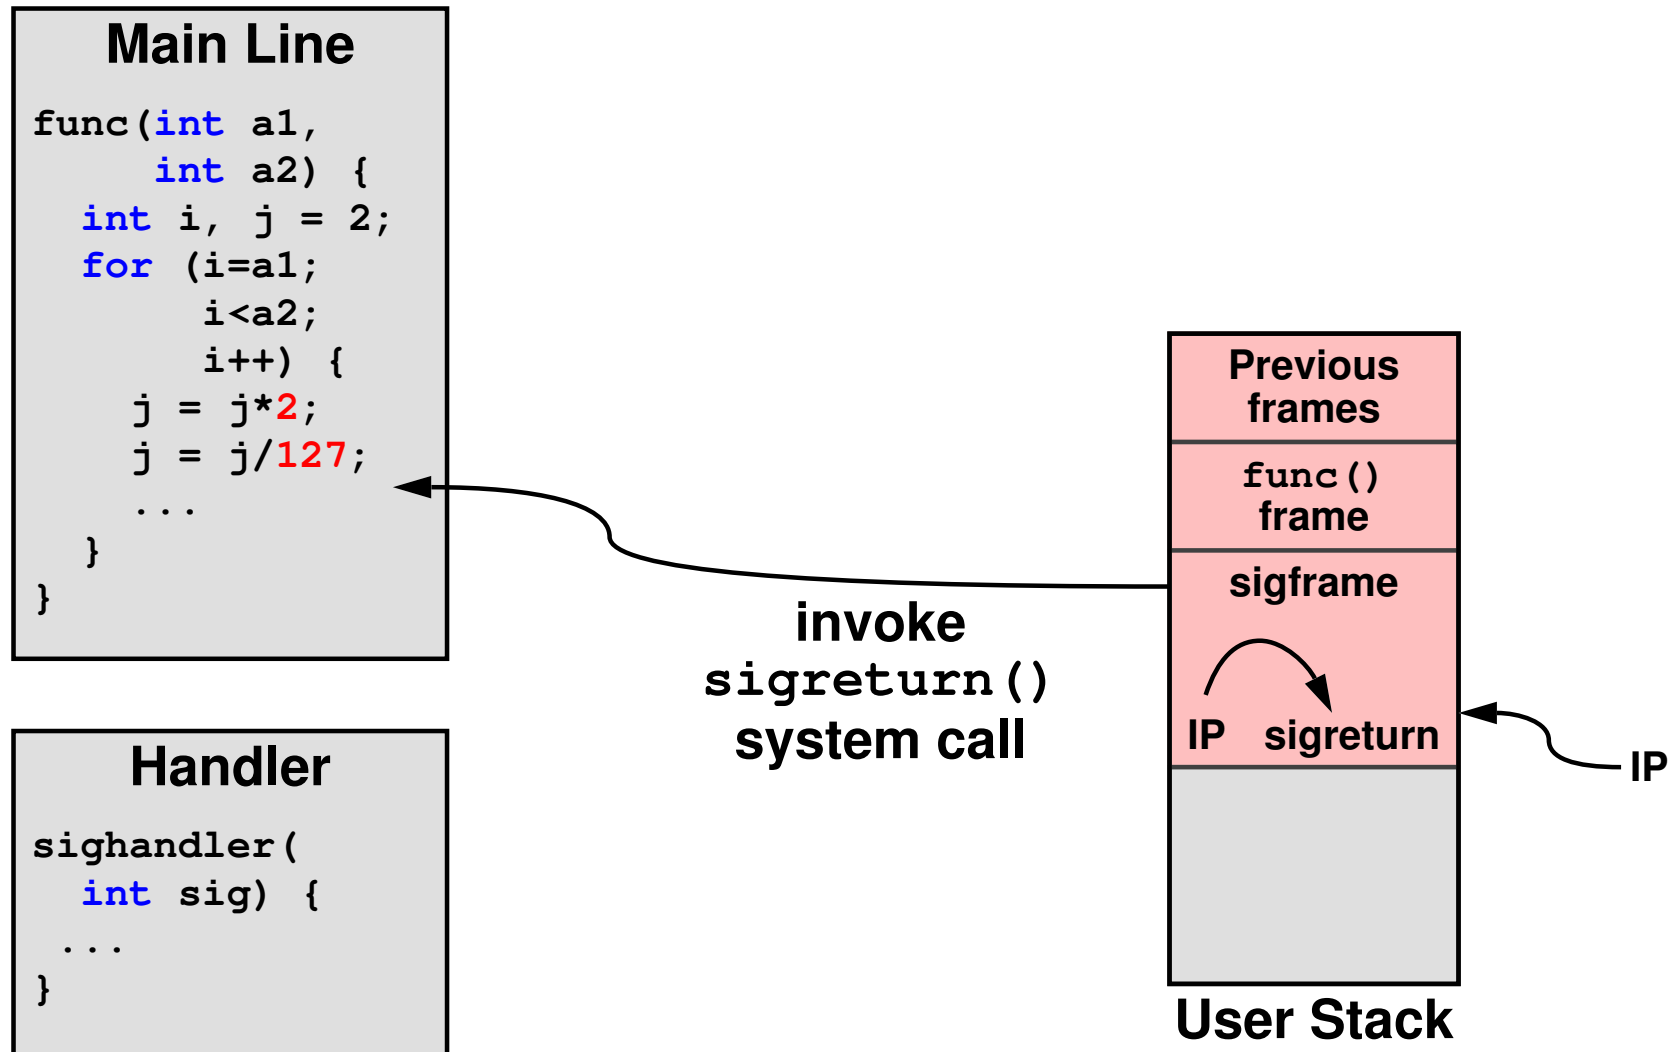 Main Line
func(int a1,
     int a2) {
  int i, j = 2;
  for (i=a1;
       i<a2;
       i++) {
    j = j*2;
    j = j/127;
    ...
  }
}
Handler
sighandler(
  int sig) {
 ...
}
invoke
sigreturn()
system call
Previous
frames
func()
frame
sigframe
IP sigreturn
IP
User Stack